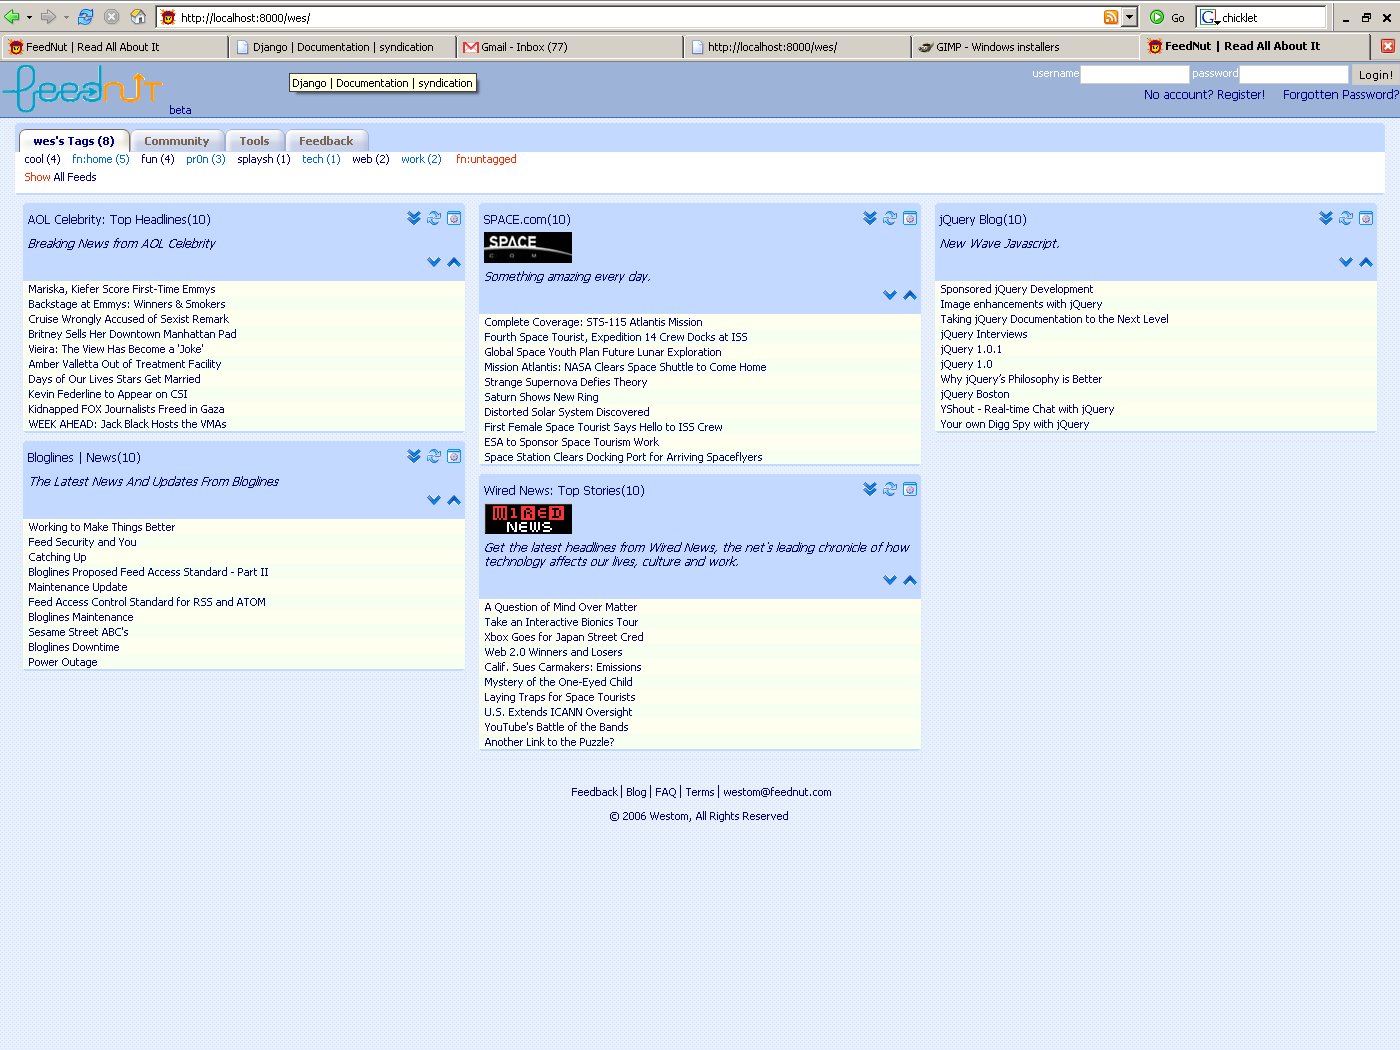 http://localhost:8000/wes/
Go
chicklet
FeedNut | Read All About It
Django | Documentation | syndication
Gmail - Inbox (77)
http://localhost:8000/wes/
GIMP - Windows installers
FeedNut | Read All About It
feednut
beta
Django | Documentation | syndication
username
password
Login!
No account? Register!
Forgotten Password?
wes's Tags (8)
Community
Tools
Feedback
cool (4) fn:home (5) fun (4) pr0n (3) splaysh (1) tech (1) web (2) work (2) fn:untagged
Show All Feeds
AOL Celebrity: Top Headlines(10)
Breaking News from AOL Celebrity
Mariska, Kiefer Score First-Time Emmys
Backstage at Emmys: Winners & Smokers
Cruise Wrongly Accused of Sexist Remark
Britney Sells Her Downtown Manhattan Pad
Vieira: The View Has Become a 'Joke'
Amber Valletta Out of Treatment Facility
Days of Our Lives Stars Get Married
Kevin Federline to Appear on CSI
Kidnapped FOX Journalists Freed in Gaza
WEEK AHEAD: Jack Black Hosts the VMAs
Bloglines | News(10)
The Latest News And Updates From Bloglines
Working to Make Things Better
Feed Security and You
Catching Up
Bloglines Proposed Feed Access Standard - Part II
Maintenance Update
Feed Access Control Standard for RSS and ATOM
Bloglines Maintenance
Sesame Street ABC's
Bloglines Downtime
Power Outage
SPACE.com(10)
SPACE
C O M
Something amazing every day.
Complete Coverage: STS-115 Atlantis Mission
Fourth Space Tourist, Expedition 14 Crew Docks at ISS
Global Space Youth Plan Future Lunar Exploration
Mission Atlantis: NASA Clears Space Shuttle to Come Home
Strange Supernova Defies Theory
Saturn Shows New Ring
Distorted Solar System Discovered
First Female Space Tourist Says Hello to ISS Crew
ESA to Sponsor Space Tourism Work
Space Station Clears Docking Port for Arriving Spaceflyers
Wired News: Top Stories(10)
WIRED
NEWS
Get the latest headlines from Wired News, the net's leading chronicle of how
technology affects our lives, culture and work.
A Question of Mind Over Matter
Take an Interactive Bionics Tour
Xbox Goes for Japan Street Cred
Web 2.0 Winners and Losers
Calif. Sues Carmakers: Emissions
Mystery of the One-Eyed Child
Laying Traps for Space Tourists
U.S. Extends ICANN Oversight
YouTube's Battle of the Bands
Another Link to the Puzzle?
jQuery Blog(10)
New Wave Javascript.
Sponsored jQuery Development
Image enhancements with jQuery
Taking jQuery Documentation to the Next Level
jQuery Interviews
jQuery 1.0.1
jQuery 1.0
Why jQuery's Philosophy is Better
jQuery Boston
YShout - Real-time Chat with jQuery
Your own Digg Spy with jQuery
Feedback | Blog | FAQ | Terms | westom@feednut.com
© 2006 Westom, All Rights Reserved